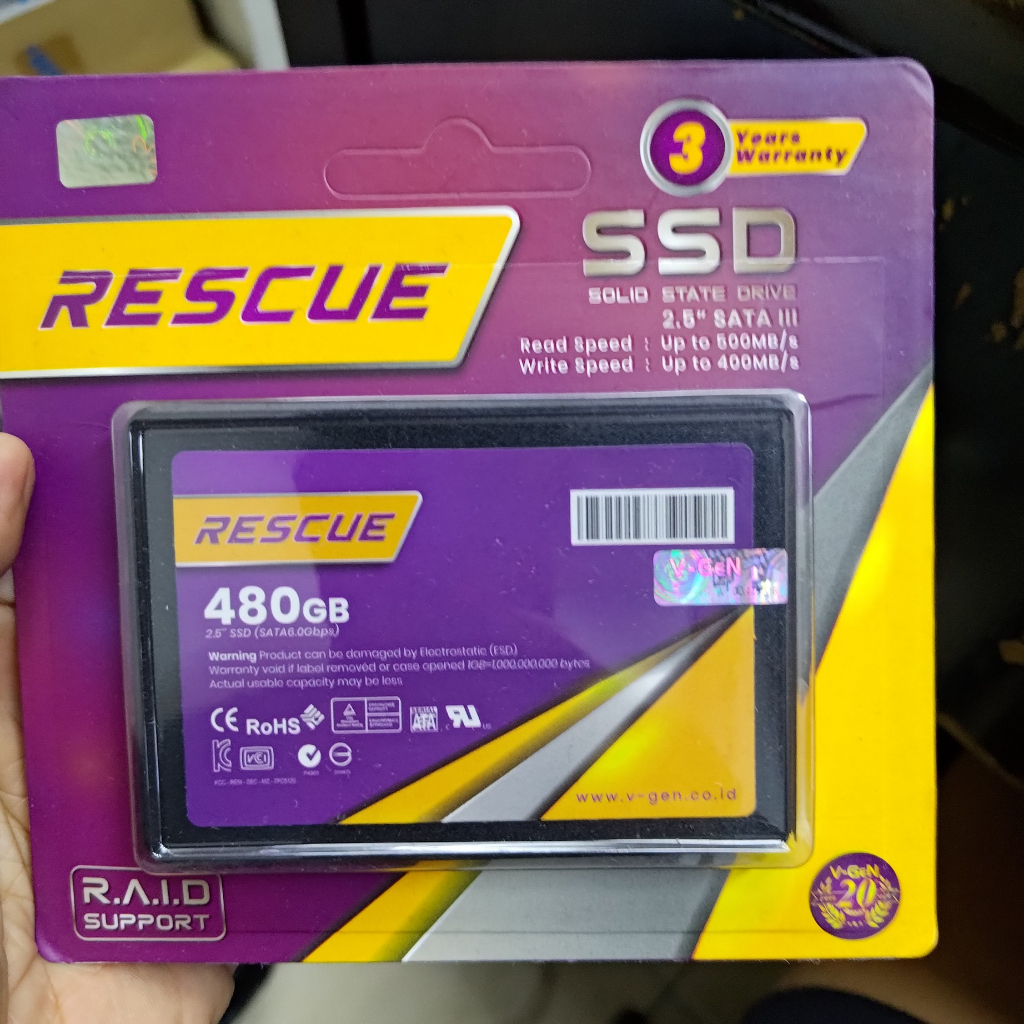 3 Years
Warranty
RESCUE
SSD
SOLID STATE DRIVE
2.5" SATA III
Read Speed : Up to 500MB/s
Write Speed : Up to 400MB/s
RESCUE
V-GeN
480GB
2.5" SSD (SATA6.0Gbps)
Warning Product can be damaged by Electrostatic (ESD)
Warranty void if label removed or case opened 1GB=1,000,000,000 bytes
Actual usable capacity may be less
CE RoHS
SERIAL
ATA
www.v-gen.co.id
R.A.I.D
SUPPORT
V-GeN
20